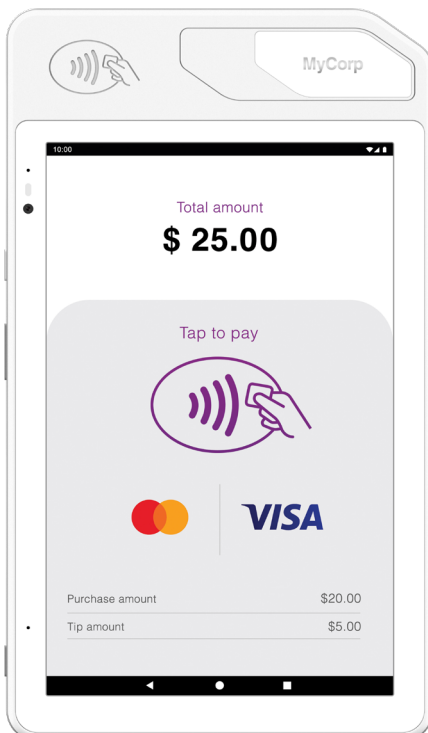 MyCorp
10:00
Total amount
$ 25.00
Tap to pay
VISA
Purchase amount $20.00
Tip amount $5.00